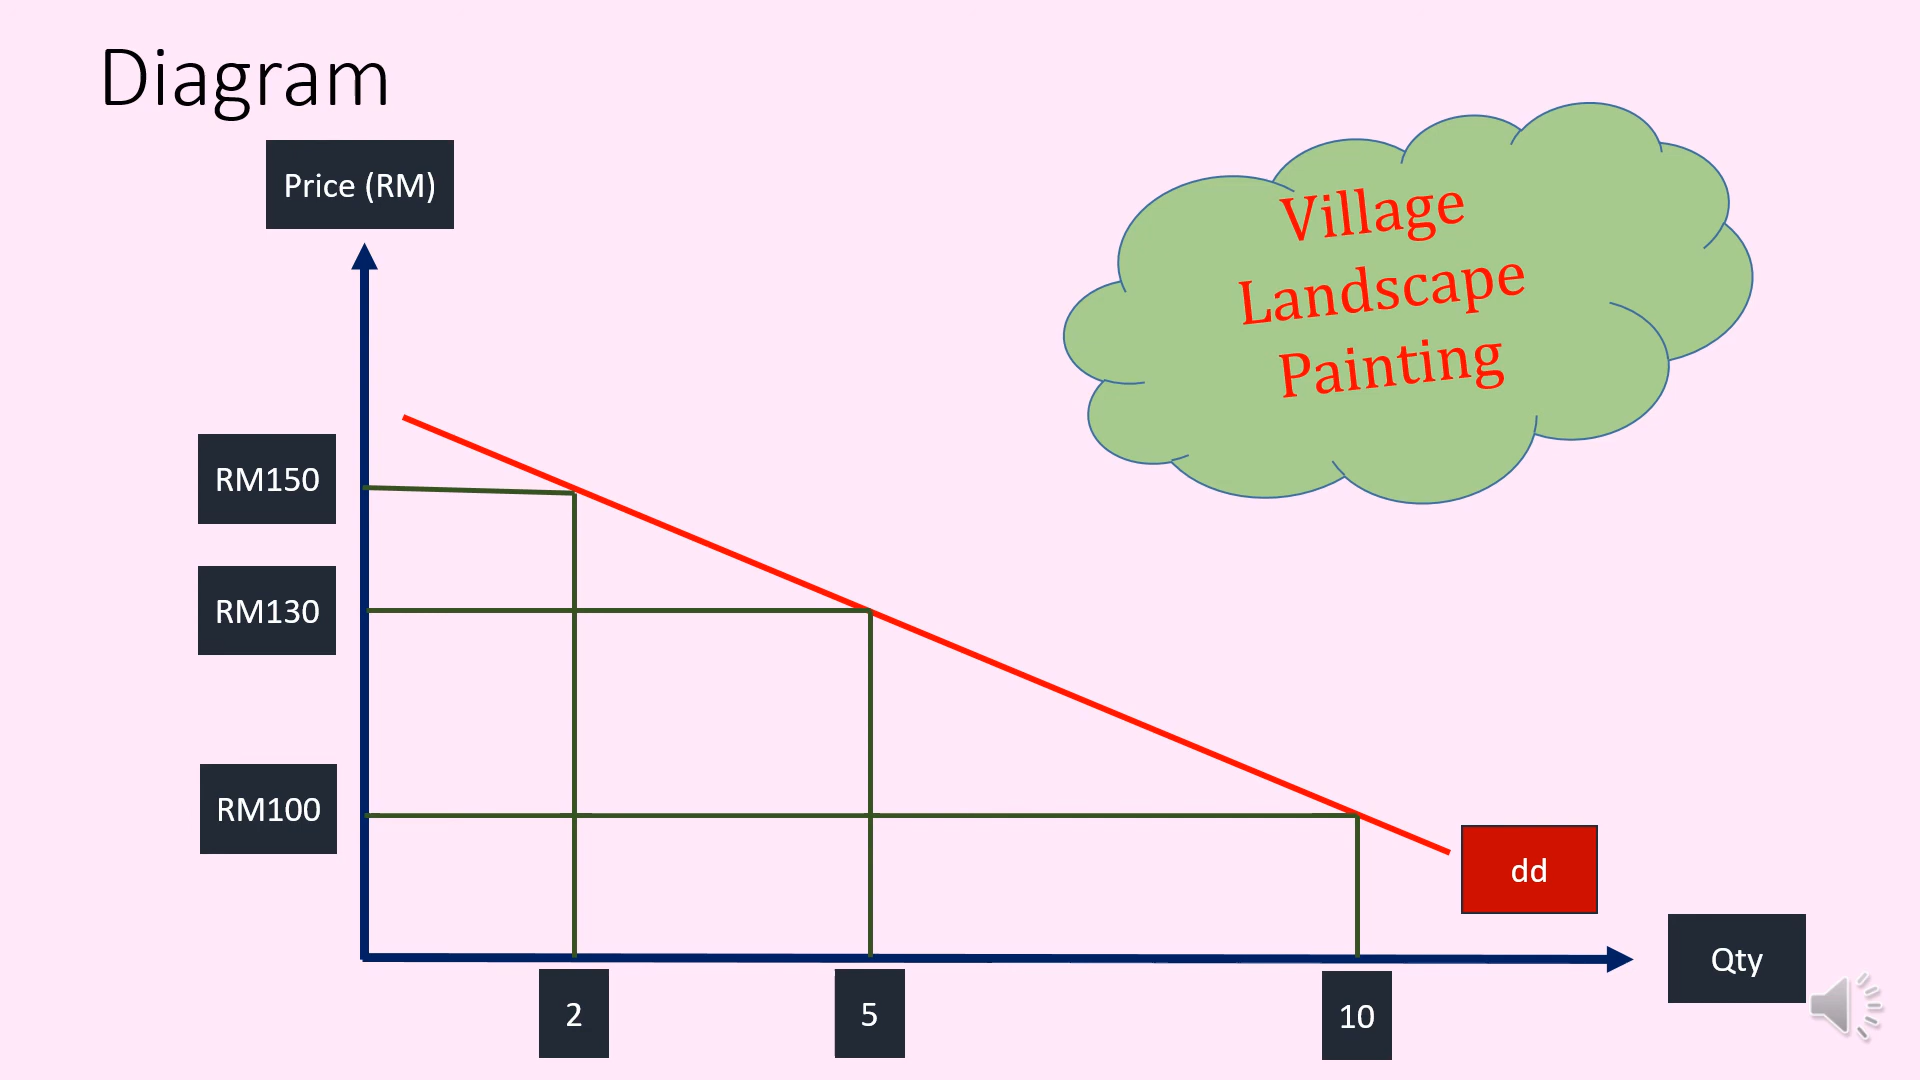 Diagram
Price (RM)
Village
Landscape
Painting
RM150
RM130
RM100
dd
Qty
2
5
10